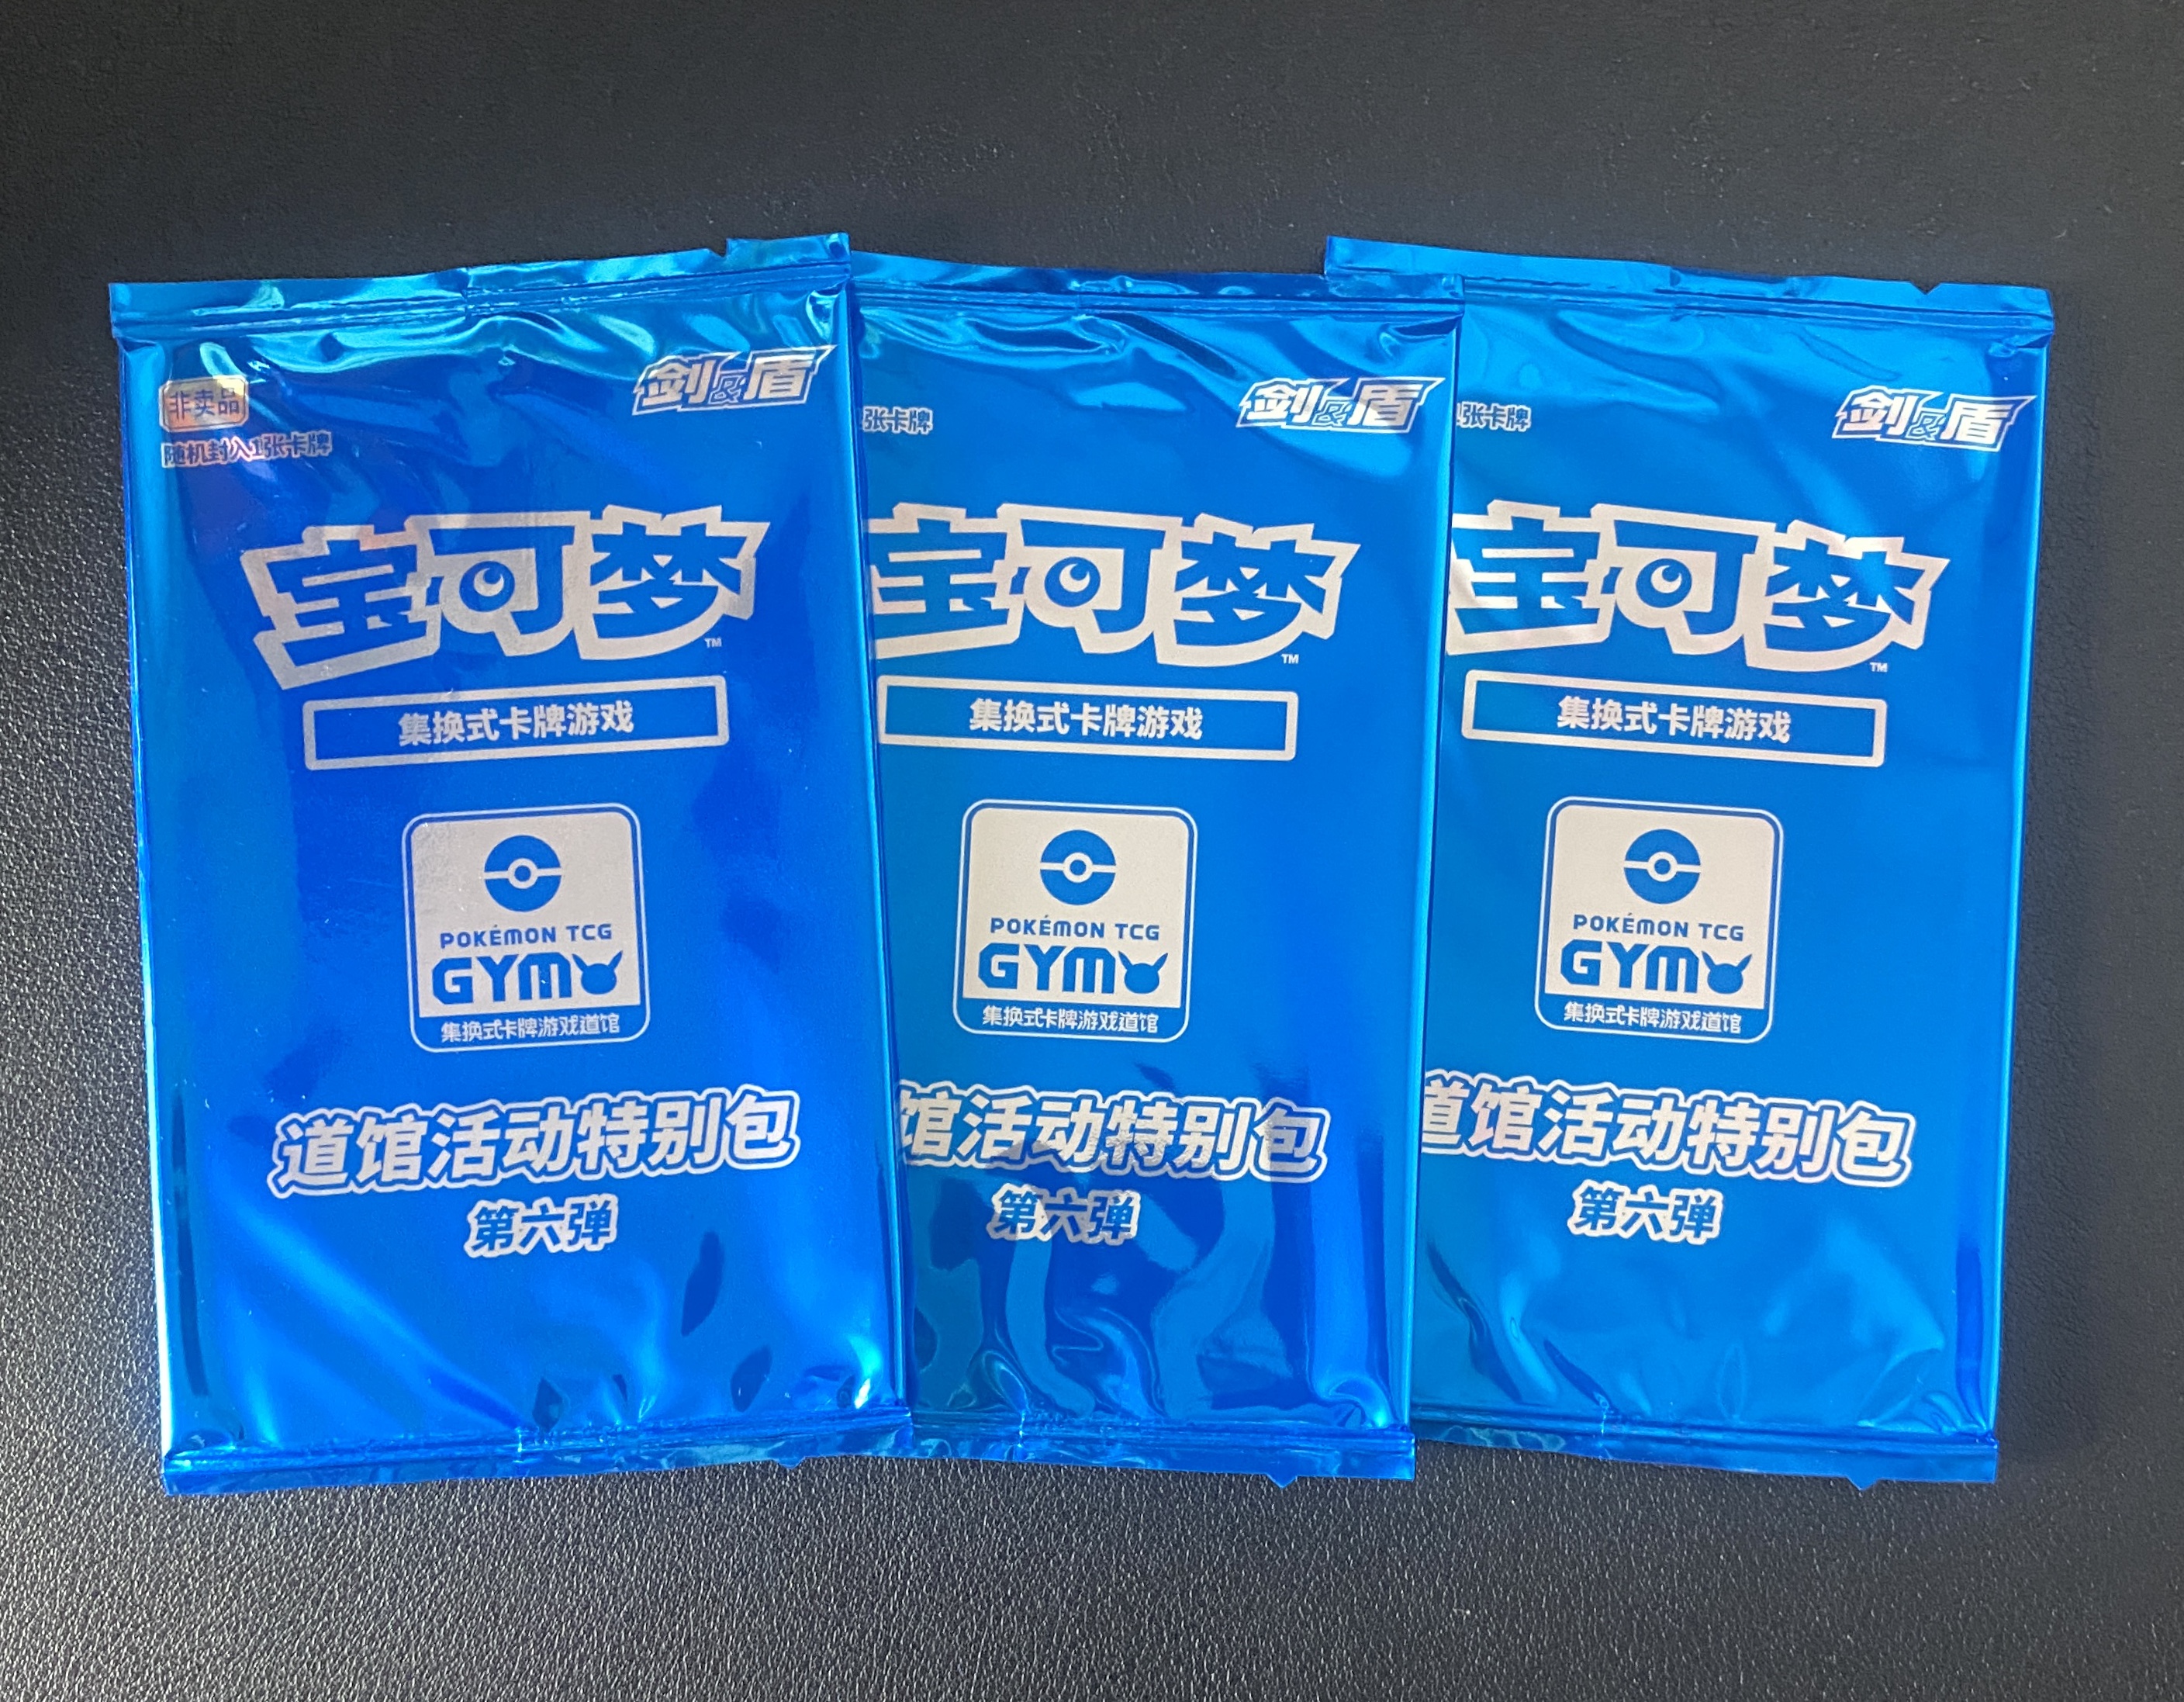 非卖品
随机封入1张卡牌
剑&盾
宝可梦
TM
集换式卡牌游戏
POKÉMON TCG
GYM
集换式卡牌游戏道馆
道馆活动特别包
第六弹
张卡牌
剑&盾
宝可梦
TM
集换式卡牌游戏
POKÉMON TCG
GYM
集换式卡牌游戏道馆
馆活动特别包
第六弹
1张卡牌
剑&盾
宝可梦
TM
集换式卡牌游戏
POKÉMON TCG
GYM
集换式卡牌游戏道馆
道馆活动特别包
第六弹